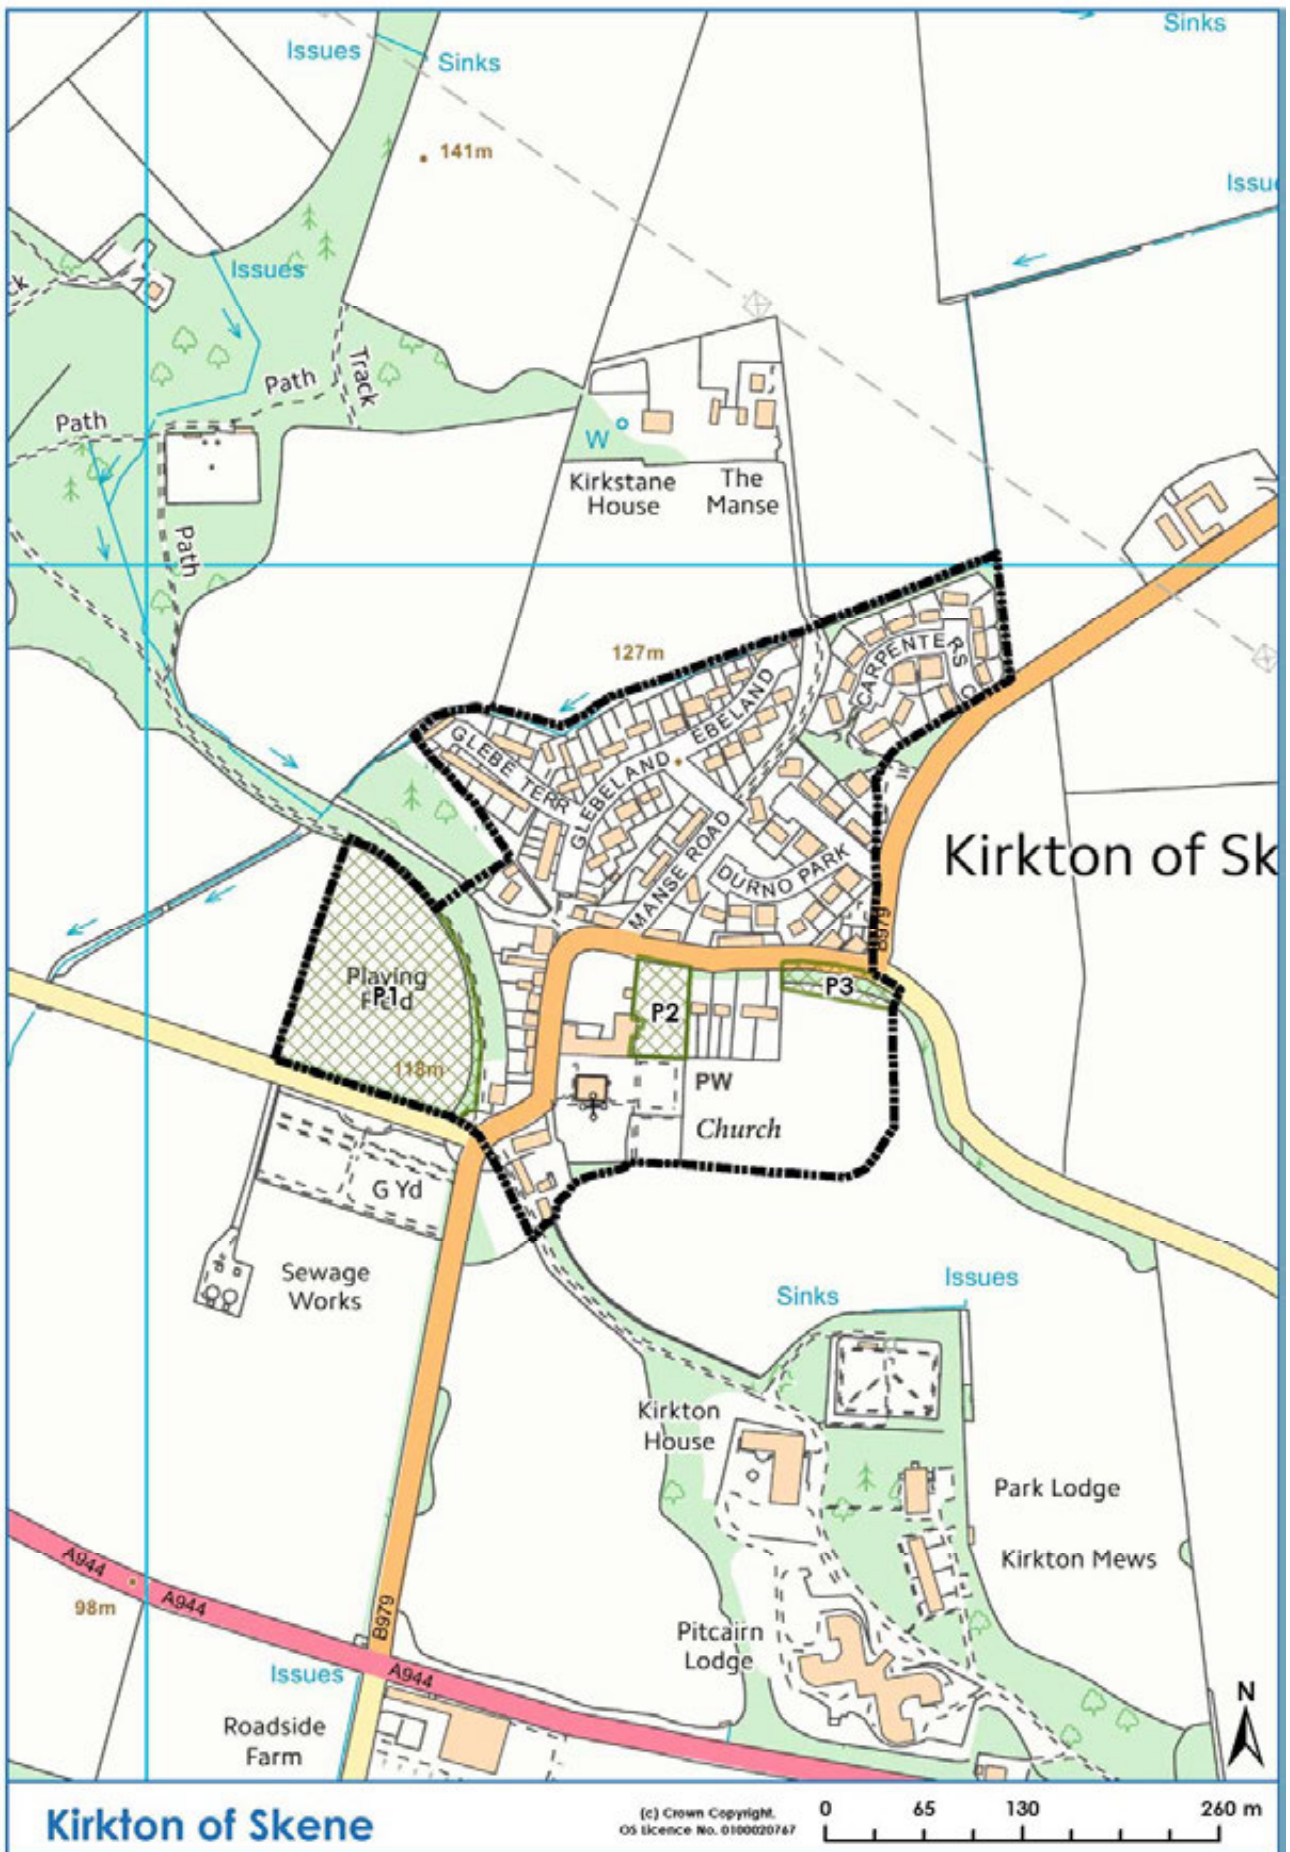 Issues
Sinks
Sinks
141m
Issu
Issues
ck
Track
Path
Path
W
Kirkstane
House
The
Manse
Path
127m
CARPENTERS C
GLEBE TERR
GLEBELAND
EBELAND
MANSE ROAD
DURNO PARK
Kirkton of Sk
B979
Playing
Field
P1
P2
P3
118m
PW
Church
G Yd
Sewage
Works
Sinks
Issues
Kirkton
House
Park Lodge
Kirkton Mews
A944
A944
98m
B979
Pitcairn
Lodge
Issues
A944
Roadside
Farm
N
Kirkton of Skene
(c) Crown Copyright.
OS Licence No. 0100020767
0 65 130 260 m